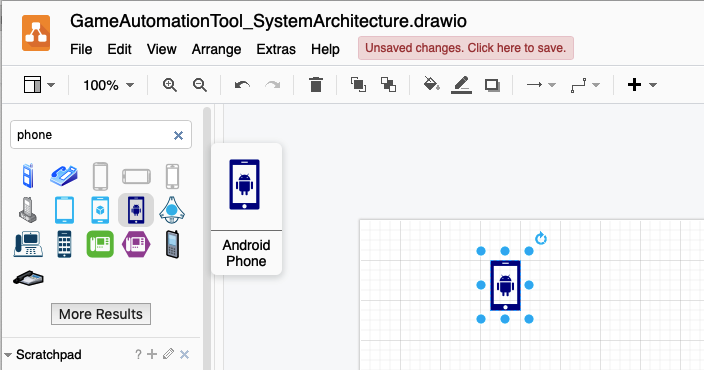 GameAutomationTool_SystemArchitecture.drawio
File Edit View Arrange Extras Help Unsaved changes. Click here to save.
100%
phone
Android
Phone
More Results
Scratchpad ?